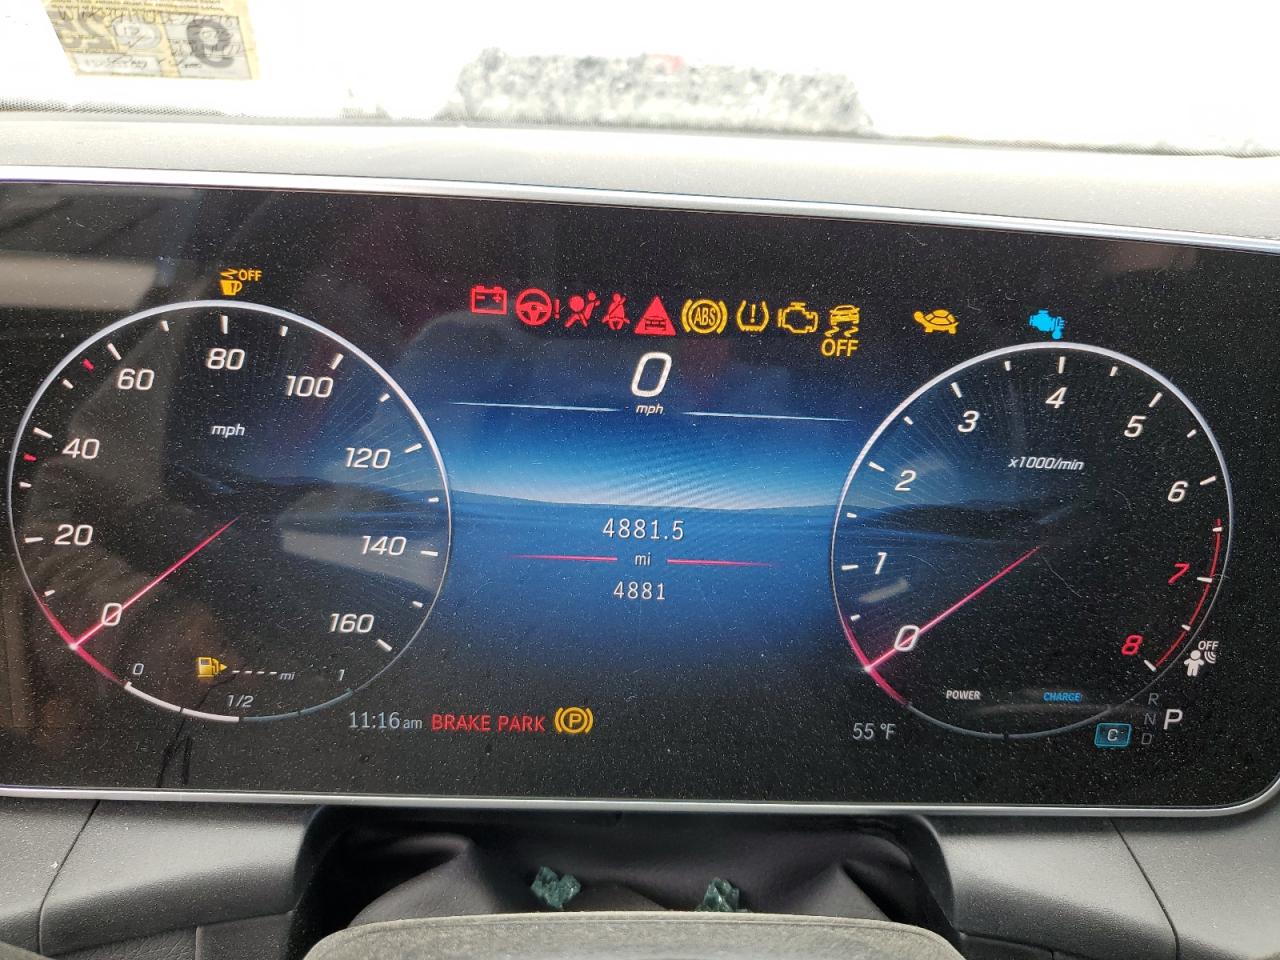 OFF
ABS
OFF
0
mph
0 20 40 60 80 100 120 140 160
mph
0 1 2 3 4 5 6 7 8
x1000/min
4881.5
mi
4881
0 1/2 1
---- mi
11:16 am BRAKE PARK P
55 °F
POWER CHARGE
OFF
R
N P
D
C